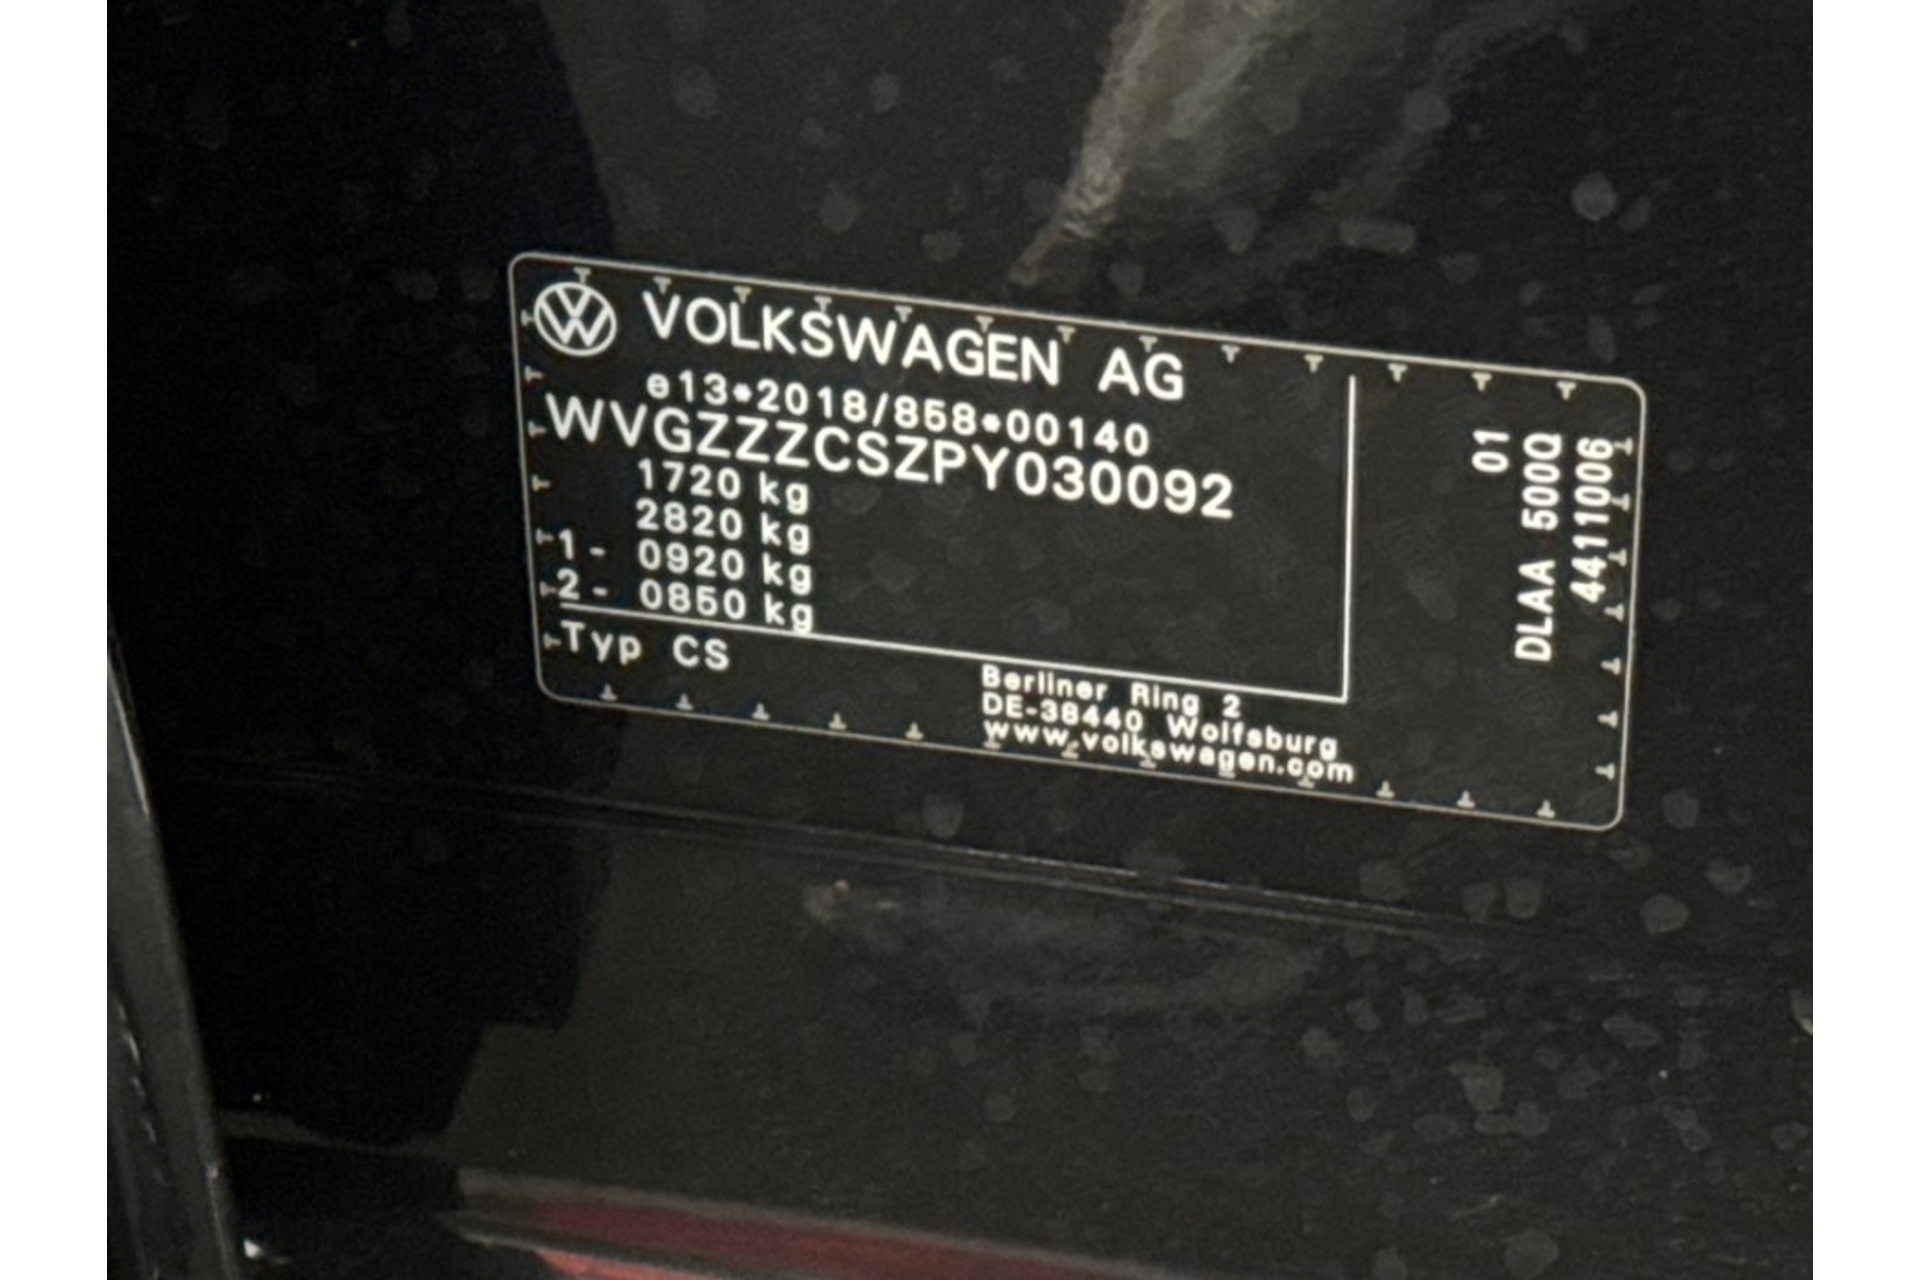 VOLKSWAGEN AG
e13*2018/858*00140
WVGZZZCSZPY030092
1720 kg
2820 kg
1 - 0920 kg
2 - 0850 kg
Typ CS
Berliner Ring 2
DE-38440 Wolfsburg
www.volkswagen.com
01
DLAA 500Q
4411006